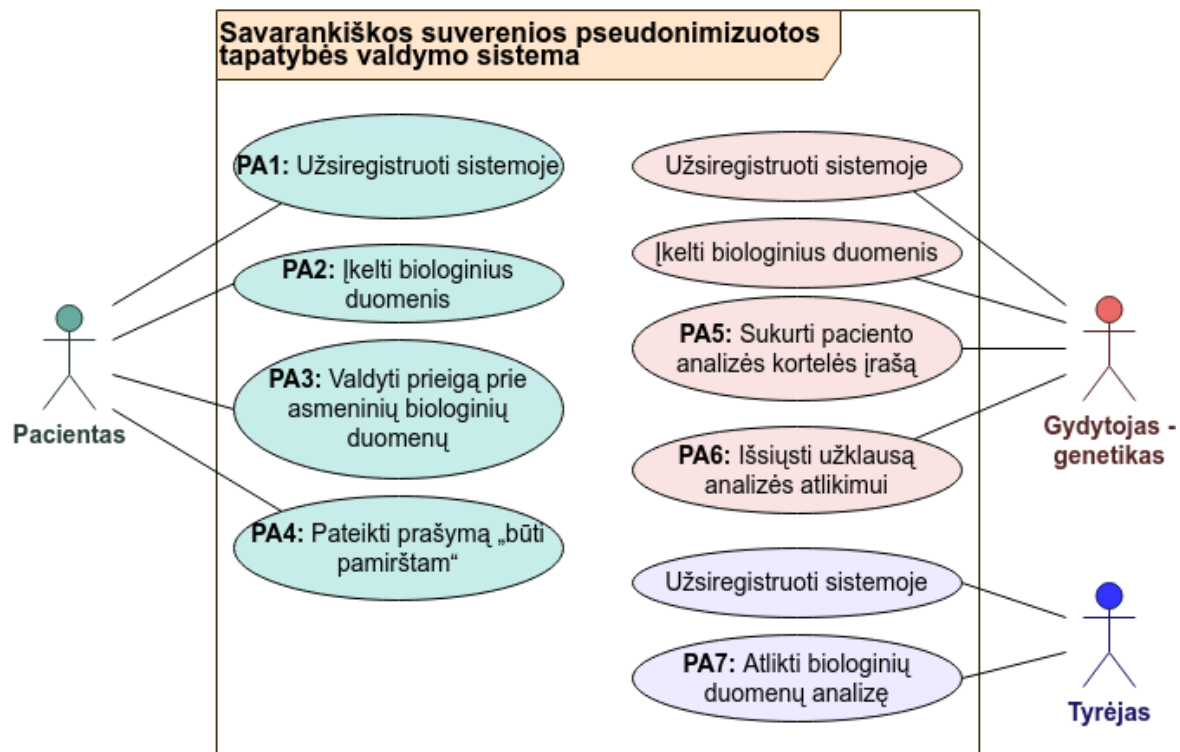 Savarankiškos suverenios pseudonimizuotos
tapatybės valdymo sistema
PA1: Užsiregistruoti sistemoje
PA2: Įkelti biologinius
duomenis
PA3: Valdyti prieigą prie
asmeninių biologinių
duomenų
PA4: Pateikti prašymą „būti
pamirštam“
Pacientas
Užsiregistruoti sistemoje
Įkelti biologinius duomenis
PA5: Sukurti paciento
analizės kortelės įrašą
PA6: Išsiųsti užklausą
analizės atlikimui
Gydytojas -
genetikas
Užsiregistruoti sistemoje
PA7: Atlikti biologinių
duomenų analizę
Tyrėjas